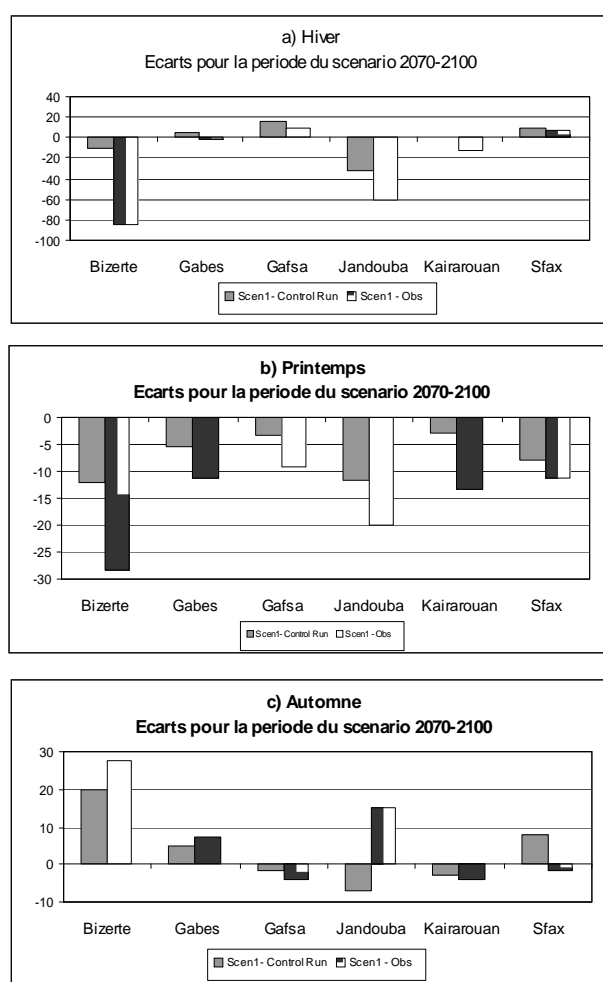 a) Hiver
Ecarts pour la periode du scenario 2070-2100
40
20
0
-20
-40
-60
-80
-100
Bizerte Gabes Gafsa Jandouba Kairarouan Sfax
Scen1- Control Run Scen1 - Obs
b) Printemps
Ecarts pour la periode du scenario 2070-2100
0
-5
-10
-15
-20
-25
-30
Bizerte Gabes Gafsa Jandouba Kairarouan Sfax
Scen1- Control Run Scen1 - Obs
c) Automne
Ecarts pour la periode du scenario 2070-2100
30
20
10
0
-10
Bizerte Gabes Gafsa Jandouba Kairarouan Sfax
Scen1- Control Run Scen1 - Obs